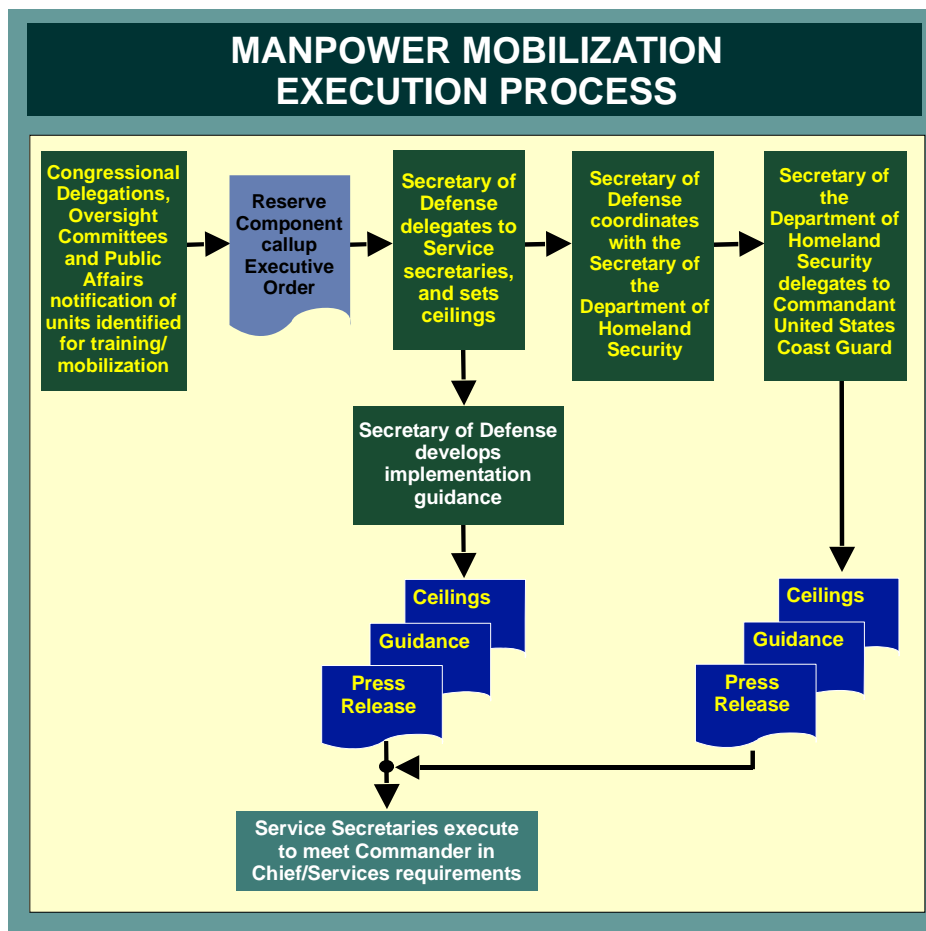 MANPOWER MOBILIZATION
EXECUTION PROCESS
Congressional
Delegations,
Oversight
Committees
and Public
Affairs
notification of
units identified
for training/
mobilization
Reserve
Component
callup
Executive
Order
Secretary of
Defense
delegates to
Service
secretaries,
and sets
ceilings
Secretary of
Defense
coordinates
with the
Secretary of
the
Department of
Homeland
Security
Secretary of
the
Department of
Homeland
Security
delegates to
Commandant
United States
Coast Guard
Secretary of Defense
develops
implementation
guidance
Ceilings
Guidance
Press
Release
Ceilings
Guidance
Press
Release
Service Secretaries execute
to meet Commander in
Chief/Services requirements